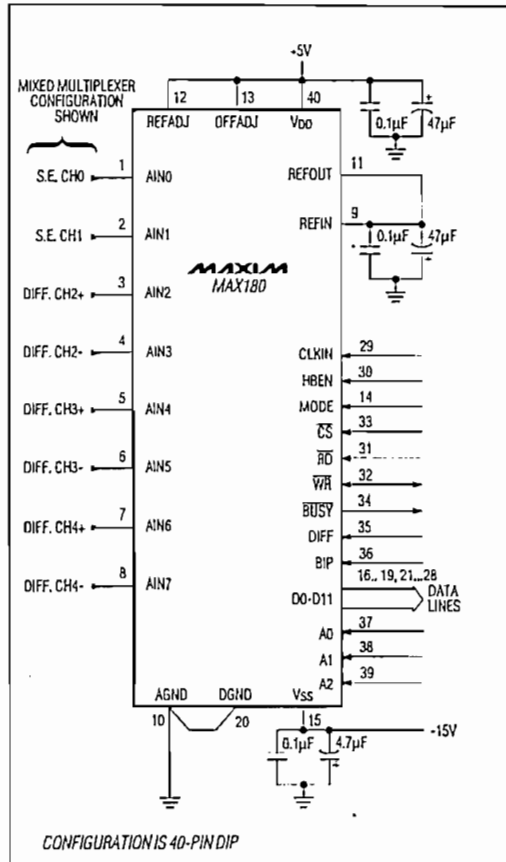 +5V
MIXED MULTIPLEXER
CONFIGURATION
SHOWN
12
13
40
REFADJ
OFFADJ
VDD
0.1µF
+
47µF
S.E. CH0
1
AIN0
REFOUT
11
S.E. CH1
2
AIN1
REFIN
9
0.1µF
47µF
+
MAXIM
MAX180
DIFF. CH2+
3
AIN2
DIFF. CH2-
4
AIN3
CLKIN
29
HBEN
30
DIFF. CH3+
5
AIN4
MODE
14
CS
33
DIFF. CH3-
6
AIN5
RD
31
WR
32
DIFF. CH4+
7
AIN6
BUSY
34
DIFF
35
DIFF. CH4-
8
AIN7
BIP
36
D0-D11
16.. 19, 21...28
DATA
LINES
A0
37
A1
38
A2
39
AGND
DGND
VSS
10
20
15
-15V
0.1µF
4.7µF
+
CONFIGURATION IS 40-PIN DIP